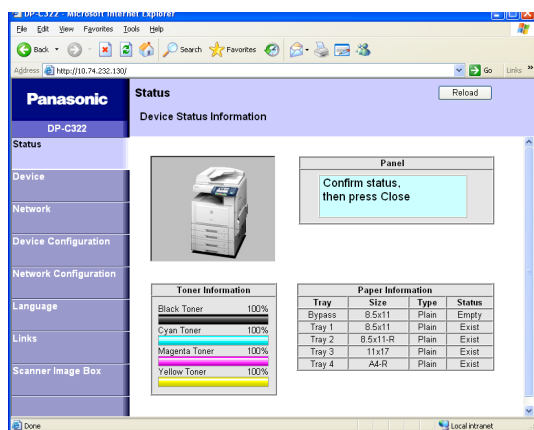 DP-C322 - Microsoft Internet Explorer
File Edit View Favorites Tools Help
Back Search Favorites
Address http://10.74.232.130/ Go Links »
Panasonic
DP-C322
Status
Device Status Information
Reload
Status
Device
Network
Device Configuration
Network Configuration
Language
Links
Scanner Image Box
Panel
Confirm status,
then press Close
Toner Information
Black Toner 100%
Cyan Toner 100%
Magenta Toner 100%
Yellow Toner 100%
Paper Information
Tray Size Type Status
Bypass 8.5x11 Plain Empty
Tray 1 8.5x11 Plain Exist
Tray 2 8.5x11-R Plain Exist
Tray 3 11x17 Plain Exist
Tray 4 A4-R Plain Exist
Done Local intranet